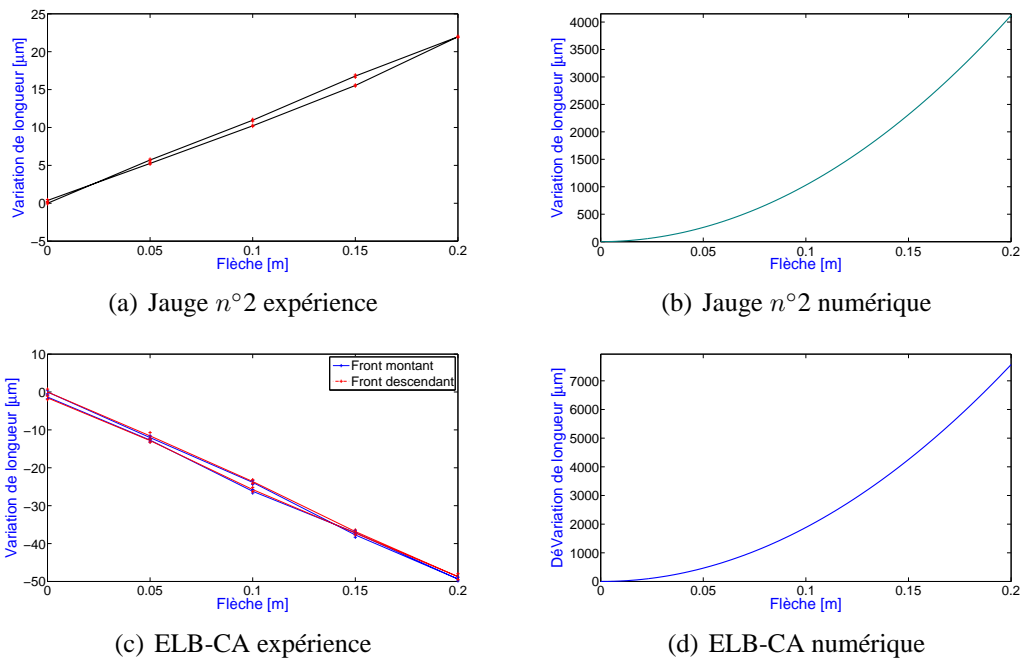 25
20
15
10
5
0
−5
0 0.05 0.1 0.15 0.2
Variation de longueur [µm]
Flèche [m]
(a) Jauge n°2 expérience
4000
3500
3000
2500
2000
1500
1000
500
0
0 0.05 0.1 0.15 0.2
Variation de longueur [µm]
Flèche [m]
(b) Jauge n°2 numérique
10
0
−10
−20
−30
−40
−50
0 0.05 0.1 0.15 0.2
Variation de longueur [µm]
Flèche [m]
Front montant
Front descendant
(c) ELB-CA expérience
7000
6000
5000
4000
3000
2000
1000
0
0 0.05 0.1 0.15 0.2
DéVariation de longueur [µm]
Flèche [m]
(d) ELB-CA numérique